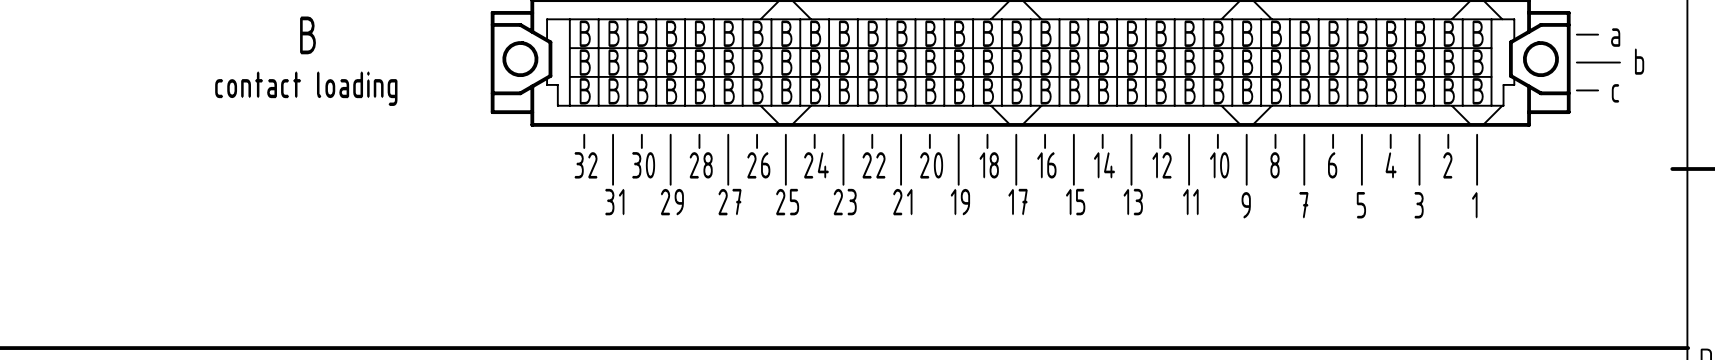 B
contact loading
B B B B B B B B B B B B B B B B B B B B B B B B B B B B B B B B a
B B B B B B B B B B B B B B B B B B B B B B B B B B B B B B B B b
B B B B B B B B B B B B B B B B B B B B B B B B B B B B B B B B c
32 30 28 26 24 22 20 18 16 14 12 10 8 6 4 2
31 29 27 25 23 21 19 17 15 13 11 9 7 5 3 1